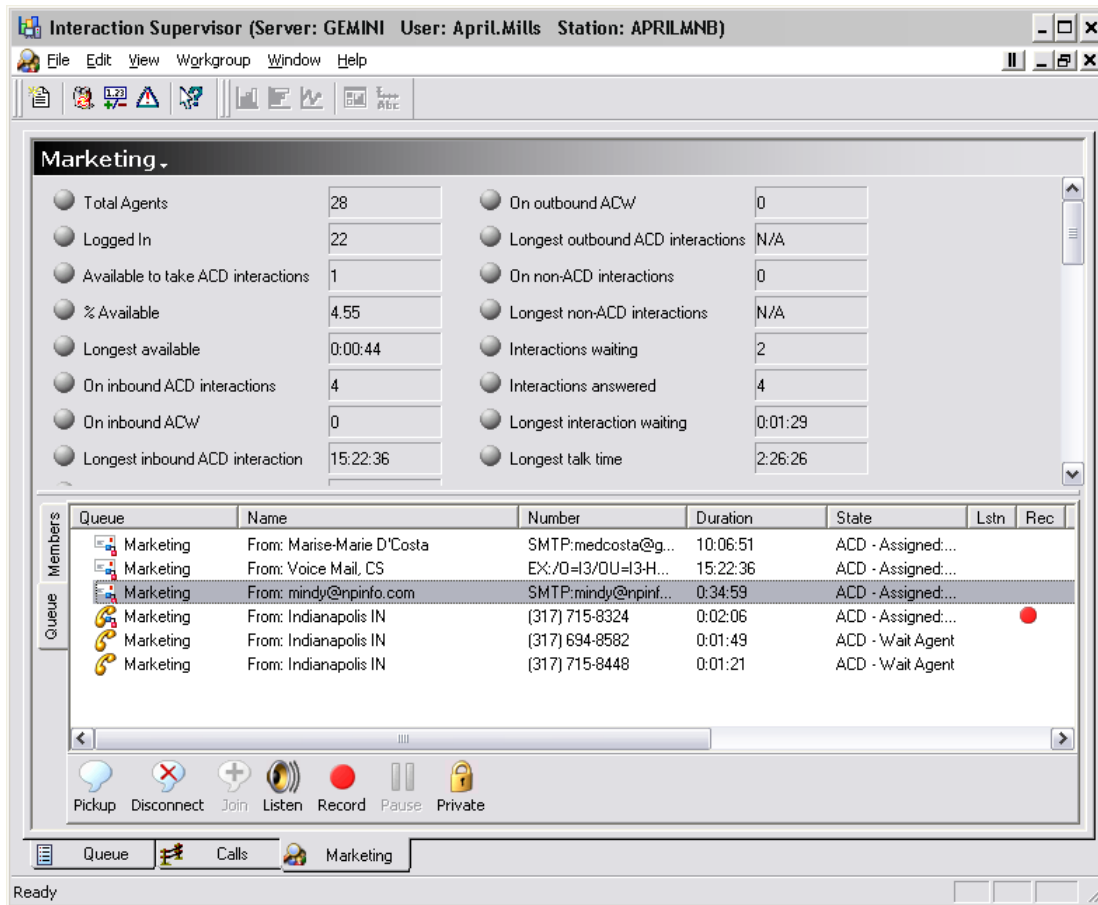 Interaction Supervisor (Server: GEMINI User: April.Mills Station: APRILMNB)
File Edit View Workgroup Window Help
Marketing
Total Agents 28 On outbound ACW 0
Logged In 22 Longest outbound ACD interactions N/A
Available to take ACD interactions 1 On non-ACD interactions 0
% Available 4.55 Longest non-ACD interactions N/A
Longest available 0:00:44 Interactions waiting 2
On inbound ACD interactions 4 Interactions answered 4
On inbound ACW 0 Longest interaction waiting 0:01:29
Longest inbound ACD interaction 15:22:36 Longest talk time 2:26:26
Members
Queue
Queue Name Number Duration State Lstn Rec
Marketing From: Marise-Marie D'Costa SMTP:medcosta@g... 10:06:51 ACD - Assigned:...
Marketing From: Voice Mail, CS EX:/O=I3/OU=I3-H... 15:22:36 ACD - Assigned:...
Marketing From: mindy@npinfo.com SMTP:mindy@npinf... 0:34:59 ACD - Assigned:...
Marketing From: Indianapolis IN (317) 715-8324 0:02:06 ACD - Assigned:...
Marketing From: Indianapolis IN (317) 694-8582 0:01:49 ACD - Wait Agent
Marketing From: Indianapolis IN (317) 715-8448 0:01:21 ACD - Wait Agent
Pickup Disconnect Join Listen Record Pause Private
Queue Calls Marketing
Ready